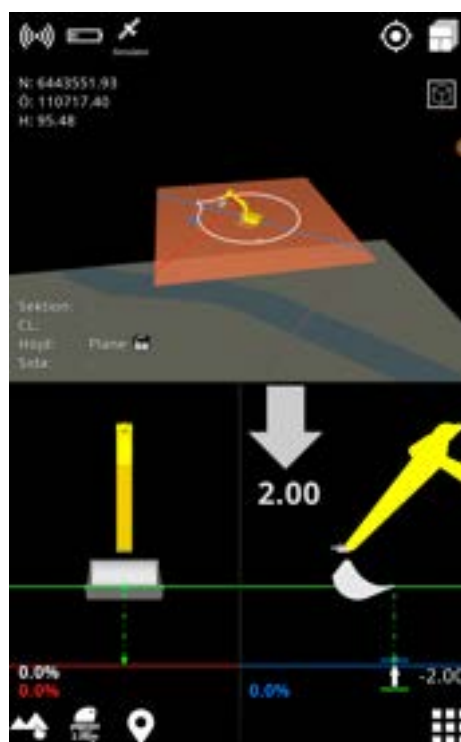 Simulator
N: 6443551.93
Ö: 110717.40
H: 95.48
Sektion:
CL:
Höjd:
Plane:
Sida:
2.00
-2.00
0.0%
0.0%
0.0%